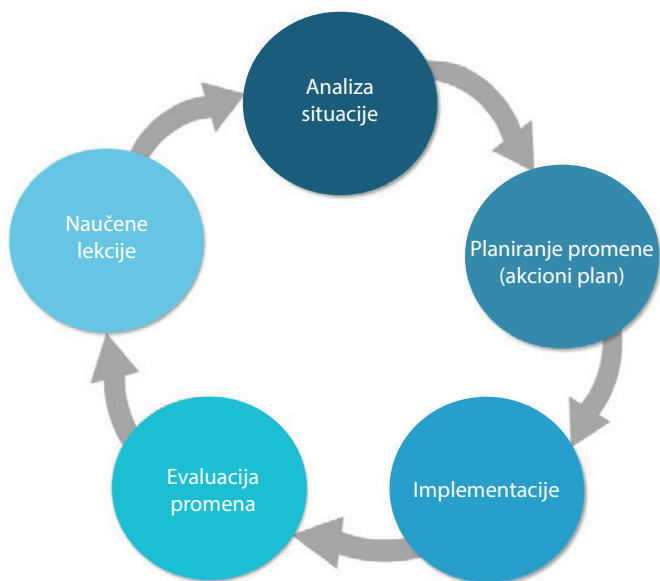 Analiza
situacije
Planiranje promene
(akcioni plan)
Implementacije
Evaluacija
promena
Naučene
lekcije